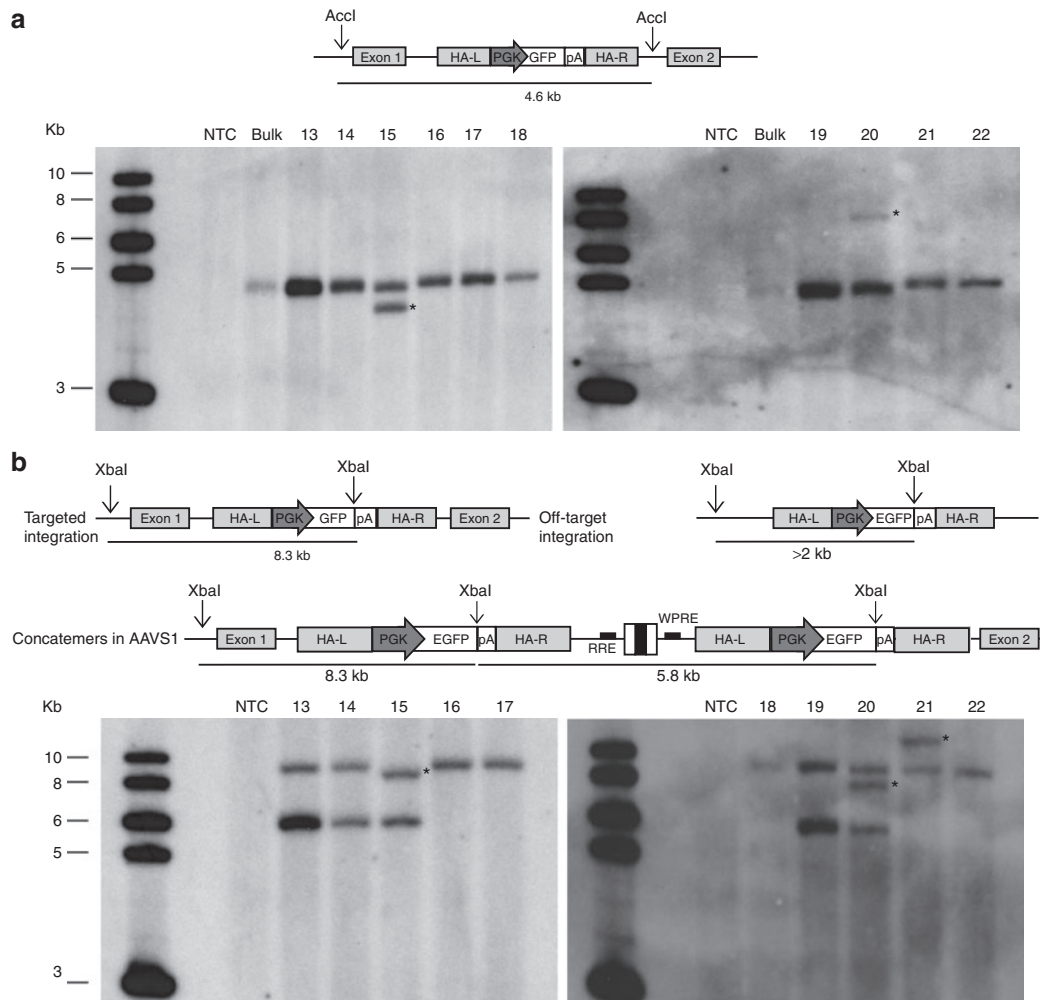 a
AccI AccI
Exon 1 HA-L PGK GFP pA HA-R Exon 2
4.6 kb
Kb NTC Bulk 13 14 15 16 17 18 NTC Bulk 19 20 21 22
10
8
*
6
5
*
3
b
XbaI XbaI XbaI XbaI
Targeted integration Exon 1 HA-L PGK GFP pA HA-R Exon 2 Off-target integration HA-L PGK EGFP pA HA-R
8.3 kb >2 kb
XbaI XbaI XbaI
WPRE
Concatemers in AAVS1 Exon 1 HA-L PGK EGFP pA HA-R RRE HA-L PGK EGFP pA HA-R Exon 2
8.3 kb 5.8 kb
Kb NTC 13 14 15 16 17 NTC 18 19 20 21 22
*
10
*
8 *
6
5
3